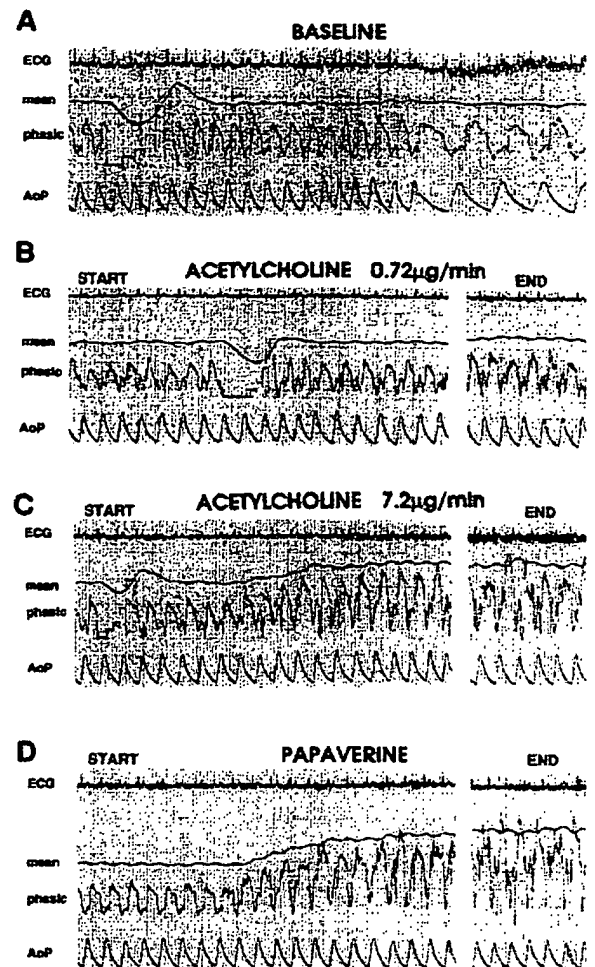 A
BASELINE
ECG
mean
phasic
AoP
B
START ACETYLCHOLINE 0.72µg/min END
ECG
mean
phasic
AoP
C
START ACETYLCHOLINE 7.2µg/min END
ECG
mean
phasic
AoP
D
START PAPAVERINE END
ECG
mean
phasic
AoP